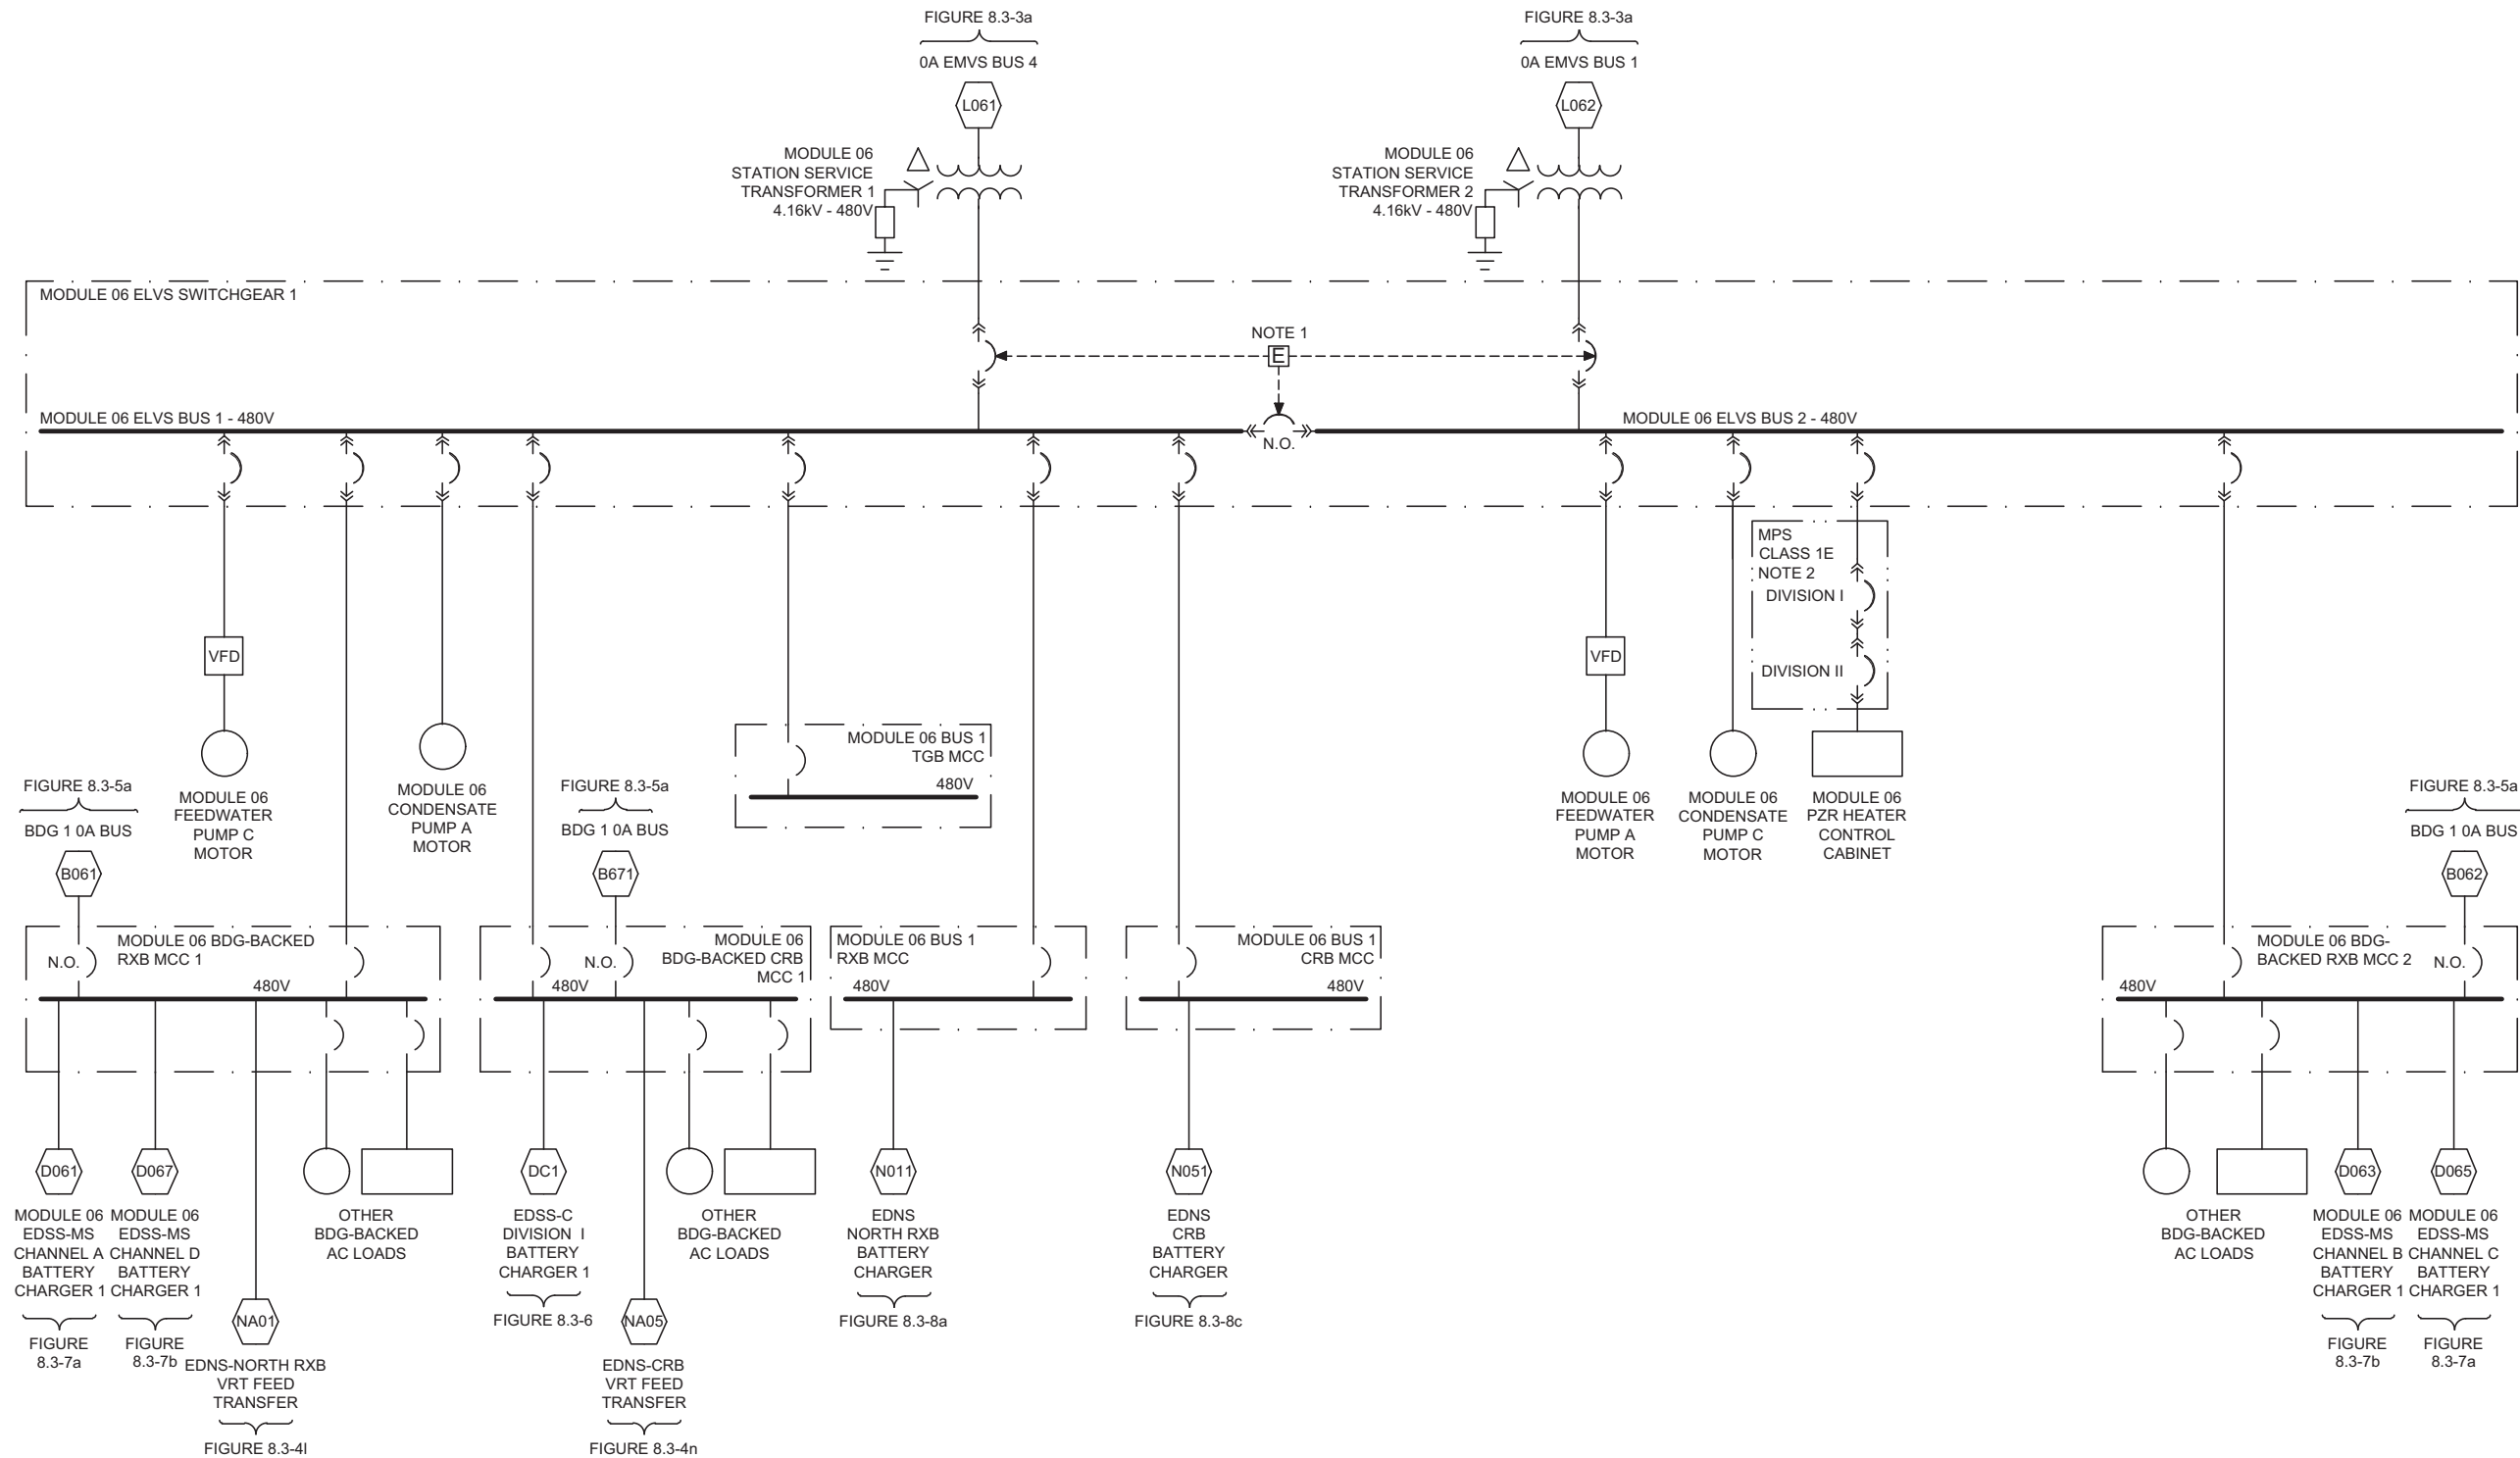 FIGURE 8.3-3a
0A EMVS BUS 4
L061
MODULE 06
STATION SERVICE
TRANSFORMER 1
4.16kV - 480V
FIGURE 8.3-3a
0A EMVS BUS 1
L062
MODULE 06
STATION SERVICE
TRANSFORMER 2
4.16kV - 480V
MODULE 06 ELVS SWITCHGEAR 1
NOTE 1
E
MODULE 06 ELVS BUS 1 - 480V
N.O.
MODULE 06 ELVS BUS 2 - 480V
MPS
CLASS 1E
NOTE 2
DIVISION I
DIVISION II
VFD
MODULE 06
FEEDWATER
PUMP C
MOTOR
MODULE 06
CONDENSATE
PUMP A
MOTOR
MODULE 06 BUS 1
TGB MCC
480V
VFD
MODULE 06
FEEDWATER
PUMP A
MOTOR
MODULE 06
CONDENSATE
PUMP C
MOTOR
MODULE 06
PZR HEATER
CONTROL
CABINET
FIGURE 8.3-5a
BDG 1 0A BUS
B061
FIGURE 8.3-5a
BDG 1 0A BUS
B671
FIGURE 8.3-5a
BDG 1 0A BUS
B062
N.O.
MODULE 06 BDG-BACKED
RXB MCC 1
480V
N.O.
MODULE 06
BDG-BACKED CRB
MCC 1
480V
MODULE 06 BUS 1
RXB MCC
480V
MODULE 06 BUS 1
CRB MCC
480V
MODULE 06 BDG-
BACKED RXB MCC 2
N.O.
480V
D061
MODULE 06
EDSS-MS
CHANNEL A
BATTERY
CHARGER 1
FIGURE
8.3-7a
D067
MODULE 06
EDSS-MS
CHANNEL D
BATTERY
CHARGER 1
FIGURE
8.3-7b
NA01
EDNS-NORTH RXB
VRT FEED
TRANSFER
FIGURE 8.3-4l
OTHER
BDG-BACKED
AC LOADS
DC1
EDSS-C
DIVISION I
BATTERY
CHARGER 1
FIGURE 8.3-6
NA05
EDNS-CRB
VRT FEED
TRANSFER
FIGURE 8.3-4n
OTHER
BDG-BACKED
AC LOADS
N011
EDNS
NORTH RXB
BATTERY
CHARGER
FIGURE 8.3-8a
N051
EDNS
CRB
BATTERY
CHARGER
FIGURE 8.3-8c
OTHER
BDG-BACKED
AC LOADS
D063
MODULE 06
EDSS-MS
CHANNEL B
BATTERY
CHARGER 1
FIGURE
8.3-7b
D065
MODULE 06
EDSS-MS
CHANNEL C
BATTERY
CHARGER 1
FIGURE
8.3-7a